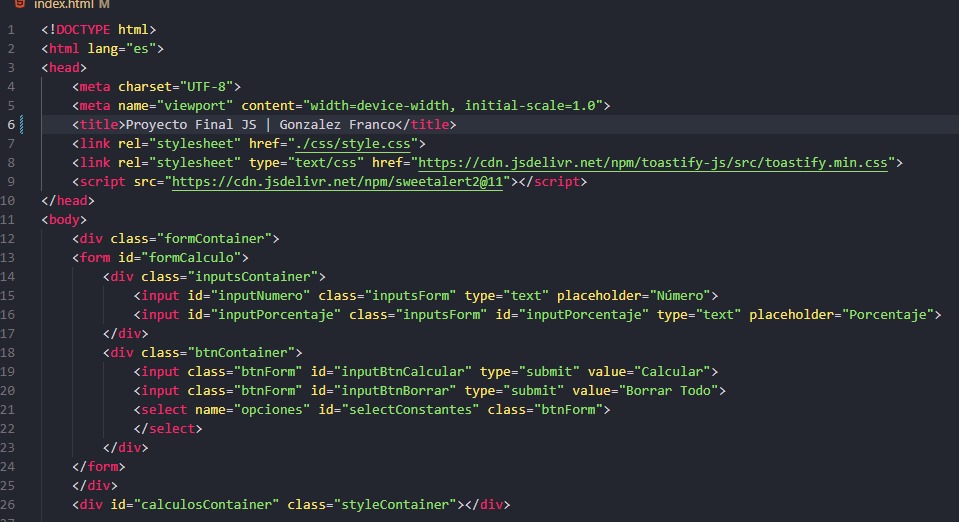 index.html M
1 <!DOCTYPE html>
2 <html lang="es">
3 <head>
4 <meta charset="UTF-8">
5 <meta name="viewport" content="width=device-width, initial-scale=1.0">
6 <title>Proyecto Final JS | Gonzalez Franco</title>
7 <link rel="stylesheet" href="./css/style.css">
8 <link rel="stylesheet" type="text/css" href="https://cdn.jsdelivr.net/npm/toastify-js/src/toastify.min.css">
9 <script src="https://cdn.jsdelivr.net/npm/sweetalert2@11"></script>
10 </head>
11 <body>
12 <div class="formContainer">
13 <form id="formCalculo">
14 <div class="inputsContainer">
15 <input id="inputNumero" class="inputsForm" type="text" placeholder="Número">
16 <input id="inputPorcentaje" class="inputsForm" id="inputPorcentaje" type="text" placeholder="Porcentaje">
17 </div>
18 <div class="btnContainer">
19 <input class="btnForm" id="inputBtnCalcular" type="submit" value="Calcular">
20 <input class="btnForm" id="inputBtnBorrar" type="submit" value="Borrar Todo">
21 <select name="opciones" id="selectConstantes" class="btnForm">
22 </select>
23 </div>
24 </form>
25 </div>
26 <div id="calculosContainer" class="styleContainer"></div>